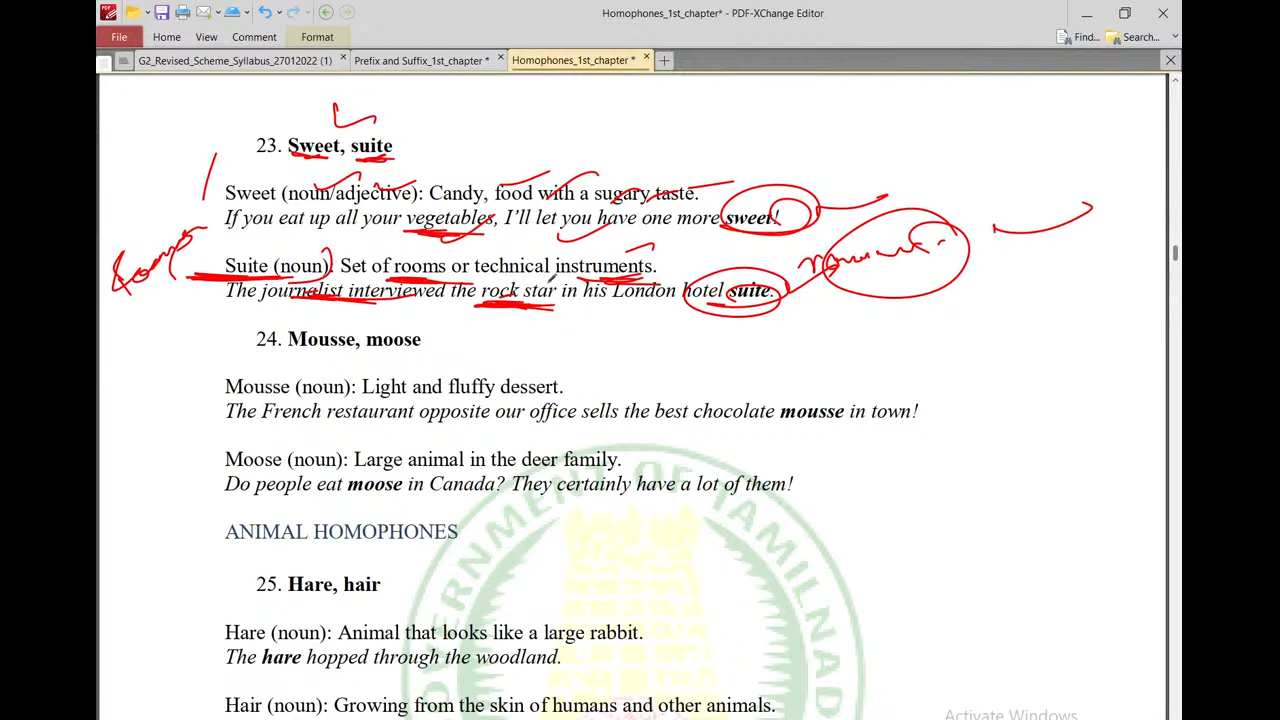 Homophones_1st_chapter* - PDF-XChange Editor
File Home View Comment Format Find... Search...
G2_Revised_Scheme_Syllabus_27012022 (1) Prefix and Suffix_1st_chapter * Homophones_1st_chapter *
23. Sweet, suite
Sweet (noun/adjective): Candy, food with a sugary taste.
If you eat up all your vegetables, I'll let you have one more sweet!
Suite (noun): Set of rooms or technical instruments.
The journalist interviewed the rock star in his London hotel suite.
24. Mousse, moose
Mousse (noun): Light and fluffy dessert.
The French restaurant opposite our office sells the best chocolate mousse in town!
Moose (noun): Large animal in the deer family.
Do people eat moose in Canada? They certainly have a lot of them!
ANIMAL HOMOPHONES
25. Hare, hair
Hare (noun): Animal that looks like a large rabbit.
The hare hopped through the woodland.
Hair (noun): Growing from the skin of humans and other animals.
GOVERNMENT OF TAMILNAD
Activate Windows